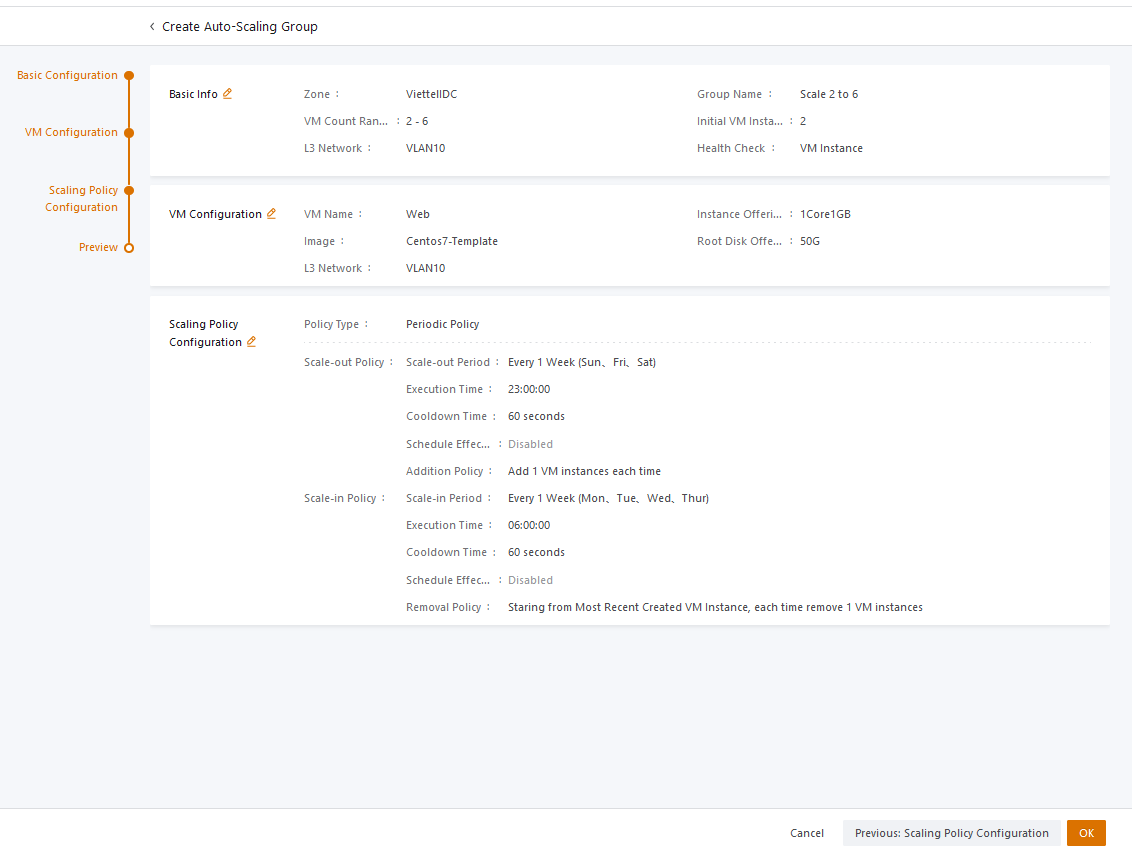 Create Auto-Scaling Group
Basic Configuration
VM Configuration
Scaling Policy
Configuration
Preview
Basic Info
Zone : ViettelIDC
Group Name : Scale 2 to 6
VM Count Ran... : 2 - 6
Initial VM Insta... : 2
L3 Network : VLAN10
Health Check : VM Instance
VM Configuration
VM Name : Web
Instance Offeri... : 1Core1GB
Image : Centos7-Template
Root Disk Offe... : 50G
L3 Network : VLAN10
Scaling Policy
Configuration
Policy Type : Periodic Policy
Scale-out Policy : Scale-out Period : Every 1 Week (Sun、Fri、Sat)
Execution Time : 23:00:00
Cooldown Time : 60 seconds
Schedule Effec... : Disabled
Addition Policy : Add 1 VM instances each time
Scale-in Policy : Scale-in Period : Every 1 Week (Mon、Tue、Wed、Thur)
Execution Time : 06:00:00
Cooldown Time : 60 seconds
Schedule Effec... : Disabled
Removal Policy : Staring from Most Recent Created VM Instance, each time remove 1 VM instances
Cancel
Previous: Scaling Policy Configuration
OK